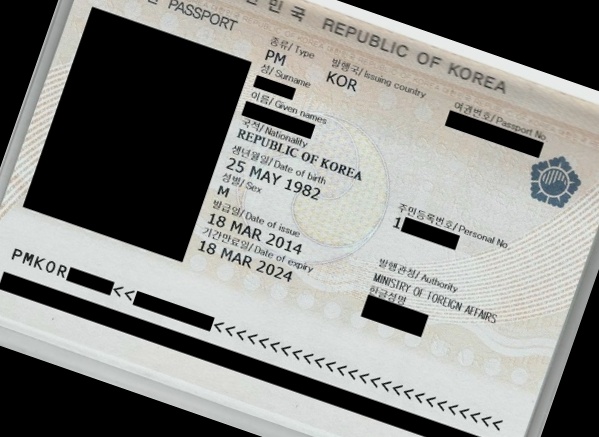 PASSPORT
민 국 REPUBLIC OF KOREA
종류/ Type 발행국/ Issuing country 여권번호/ Passport No.
PM KOR
성/ Surname
이름/ Given names
국적/ Nationality
REPUBLIC OF KOREA
생년월일/ Date of birth
25 MAY 1982
성별/ Sex 주민등록번호/ Personal No.
M 1
발급일/ Date of issue 발행관청/ Authority
18 MAR 2014 MINISTRY OF FOREIGN AFFAIRS
기간만료일/ Date of expiry 한글성명
18 MAR 2024
PMKOR <<